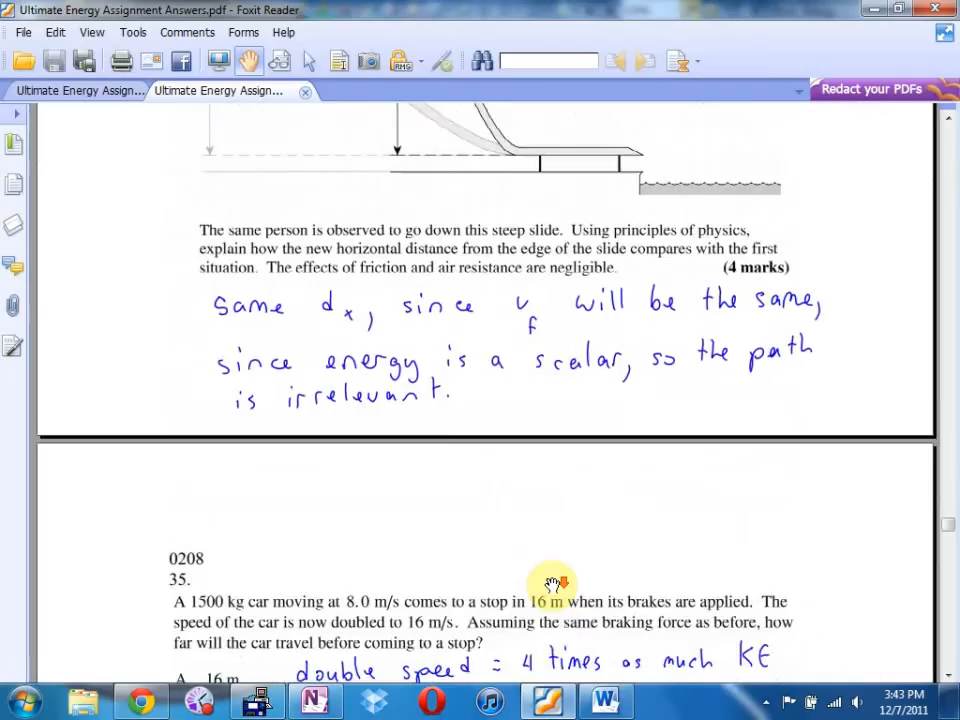 Ultimate Energy Assignment Answers.pdf - Foxit Reader
File Edit View Tools Comments Forms Help
Ultimate Energy Assign... Ultimate Energy Assign... Redact your PDFs
The same person is observed to go down this steep slide. Using principles of physics,
explain how the new horizontal distance from the edge of the slide compares with the first
situation. The effects of friction and air resistance are negligible. (4 marks)
Same dx, since vf will be the same,
since energy is a scalar, so the path
is irrelevant.
0208
35.
A 1500 kg car moving at 8.0 m/s comes to a stop in 16 m when its brakes are applied. The
speed of the car is now doubled to 16 m/s. Assuming the same braking force as before, how
far will the car travel before coming to a stop?
double speed = 4 times as much KE
A. 16 m
3:43 PM
12/7/2011